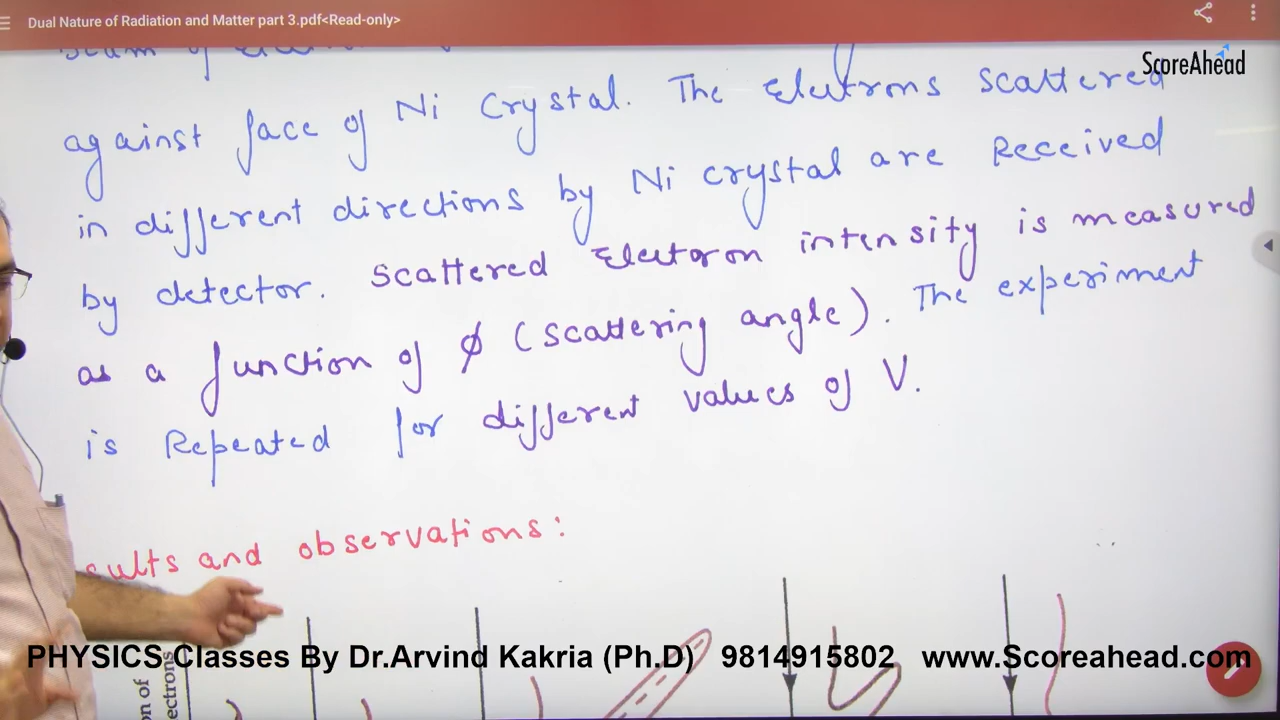 Dual Nature of Radiation and Matter part 3.pdf<Read-only>
ScoreAhead
of
against face of Ni Crystal. The Electrons scattered
in different directions by Ni crystal are Received
by detector. Scattered Electoron intensity is measured
as a function of ϕ (scattering angle). The experiment
is Repeated for different values of V.
and observations:
PHYSICS Classes By Dr.Arvind Kakria (Ph.D) 9814915802 www.Scoreahead.com